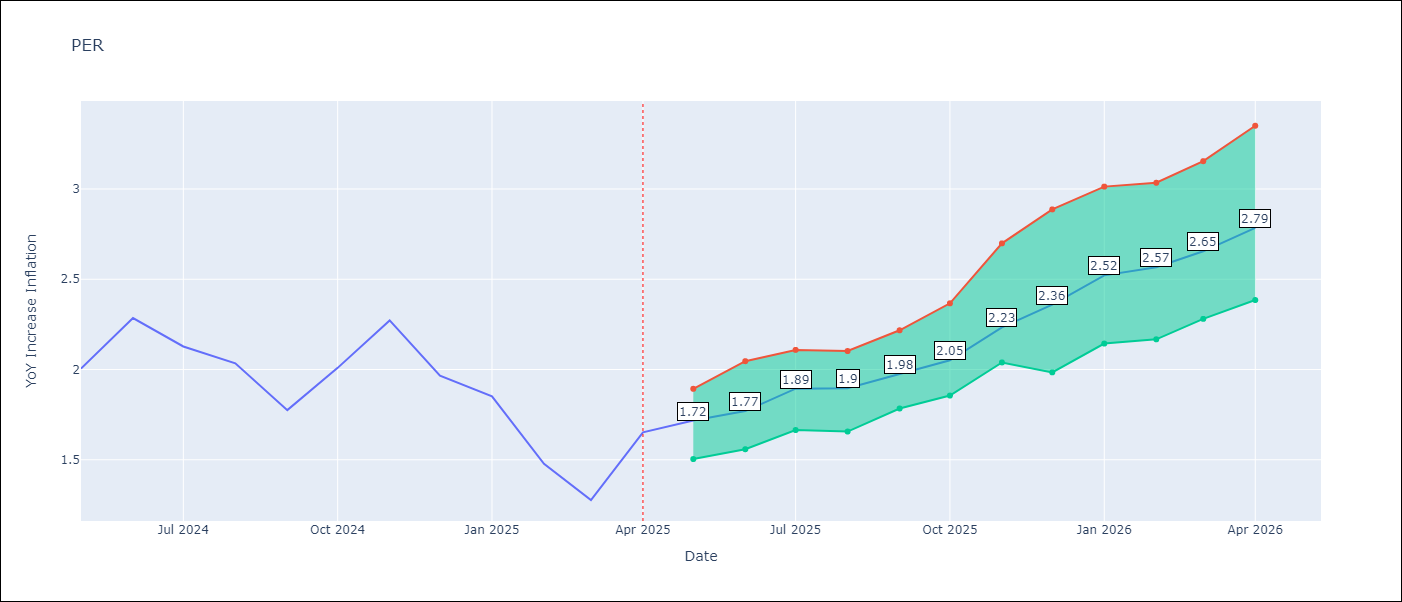 PER
YoY Increase Inflation
3
2.5
2
1.5
1.72
1.77
1.89
1.9
1.98
2.05
2.23
2.36
2.52
2.57
2.65
2.79
Jul 2024
Oct 2024
Jan 2025
Apr 2025
Jul 2025
Oct 2025
Jan 2026
Apr 2026
Date